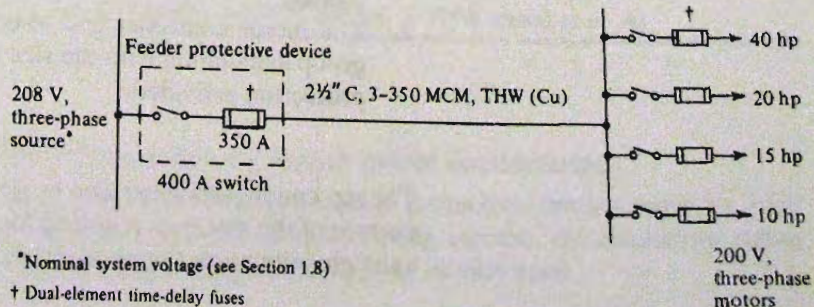 †
40 hp
Feeder protective device
†
2½″ C, 3–350 MCM, THW (Cu)
20 hp
208 V,
three-phase
source*
350 A
15 hp
400 A switch
10 hp
*Nominal system voltage (see Section 1.8)
† Dual-element time-delay fuses
200 V,
three-phase
motors